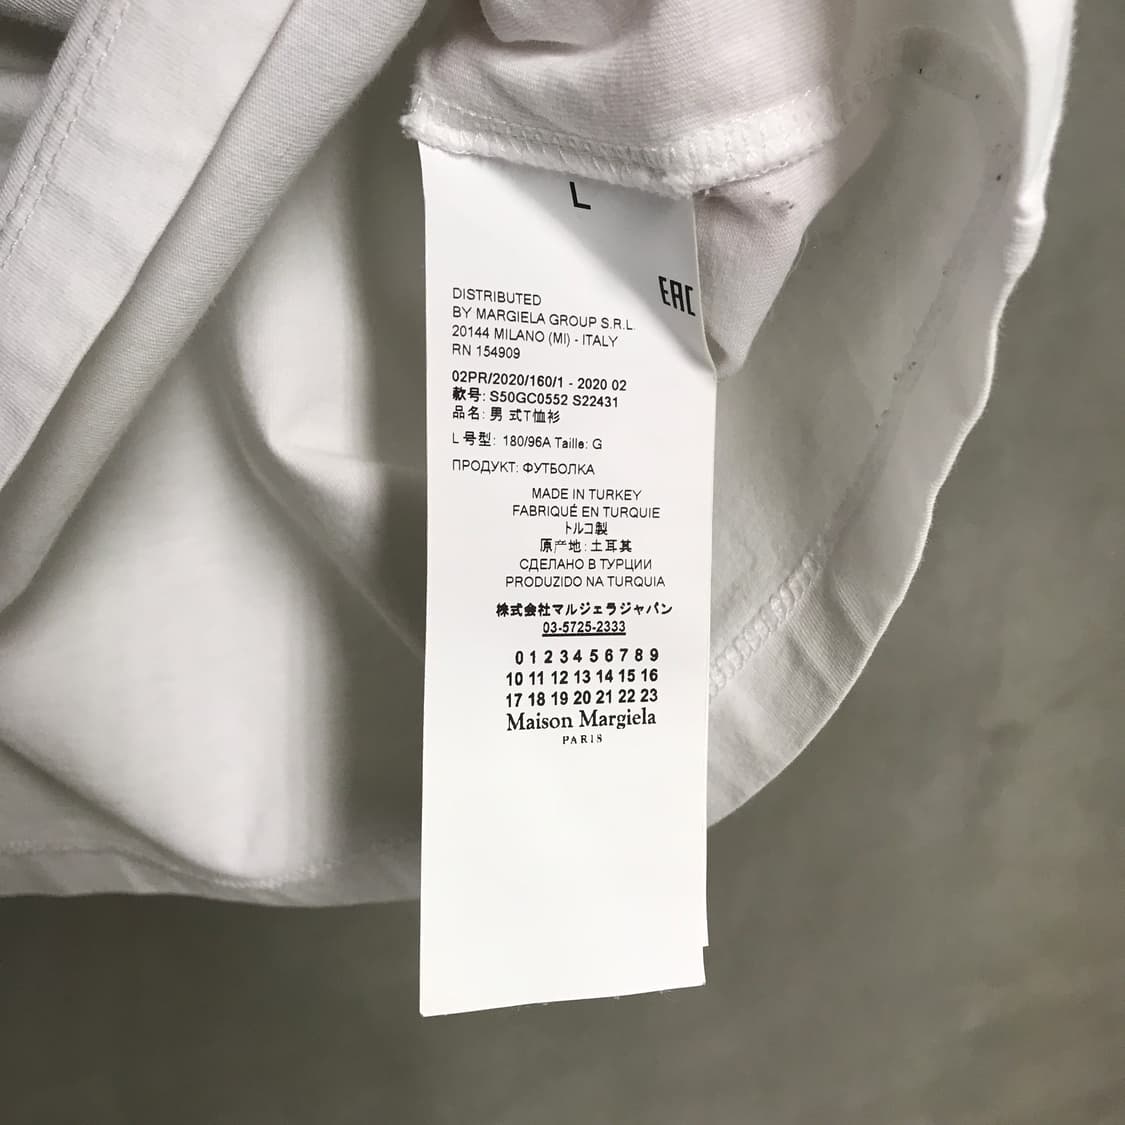 L
EAC
DISTRIBUTED
BY MARGIELA GROUP S.R.L.
20144 MILANO (MI) - ITALY
RN 154909
02PR/2020/160/1 - 2020 02
款号: S50GC0552 S22431
品名: 男 式T恤衫
L 号型: 180/96A Taille: G
ПРОДУКТ: ФУТБОЛКА
MADE IN TURKEY
FABRIQUÉ EN TURQUIE
トルコ製
原产地: 土耳其
СДЕЛАНО В ТУРЦИИ
PRODUZIDO NA TURQUIA
株式会社マルジェラジャパン
03-5725-2333
0 1 2 3 4 5 6 7 8 9
10 11 12 13 14 15 16
17 18 19 20 21 22 23
Maison Margiela
PARIS